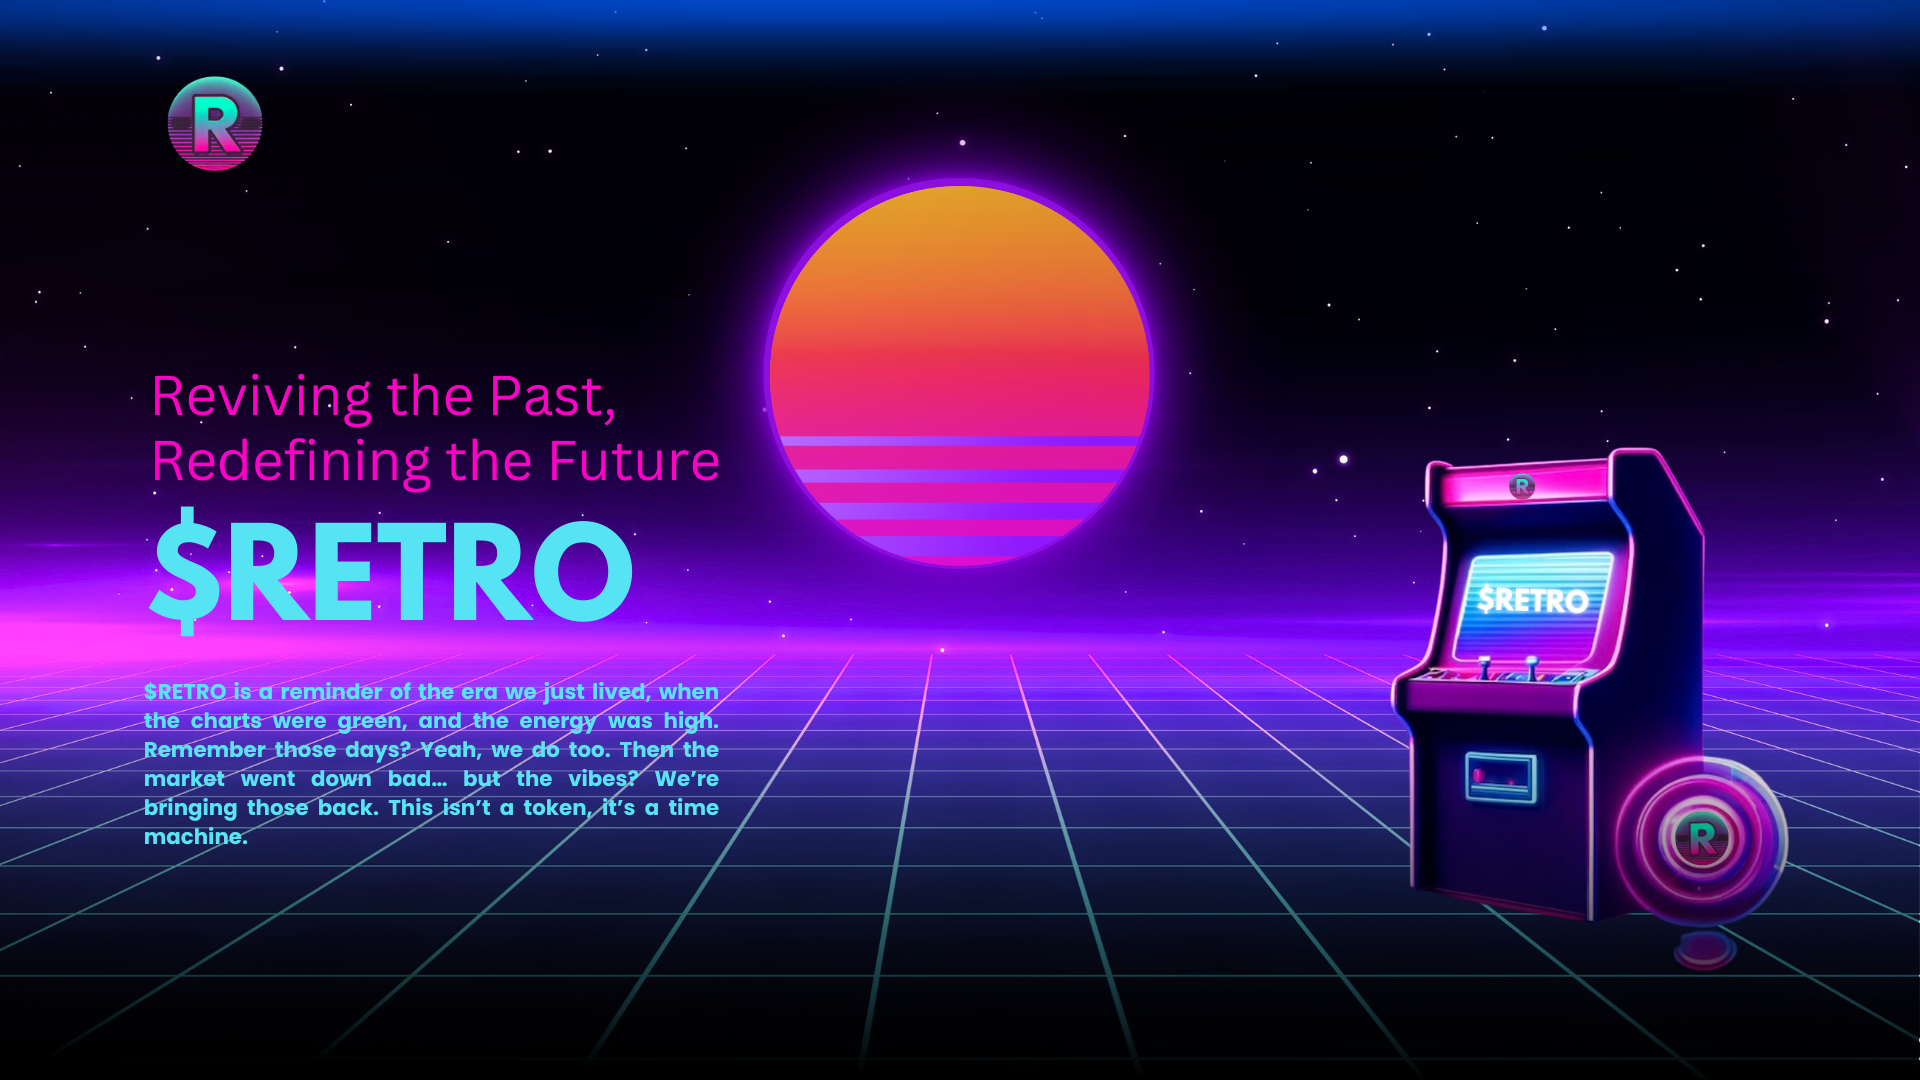 R
Reviving the Past,
Redefining the Future
$RETRO
$RETRO is a reminder of the era we just lived, when
the charts were green, and the energy was high.
Remember those days? Yeah, we do too. Then the
market went down bad... but the vibes? We’re
bringing those back. This isn’t a token, it’s a time
machine.
R
$RETRO
R